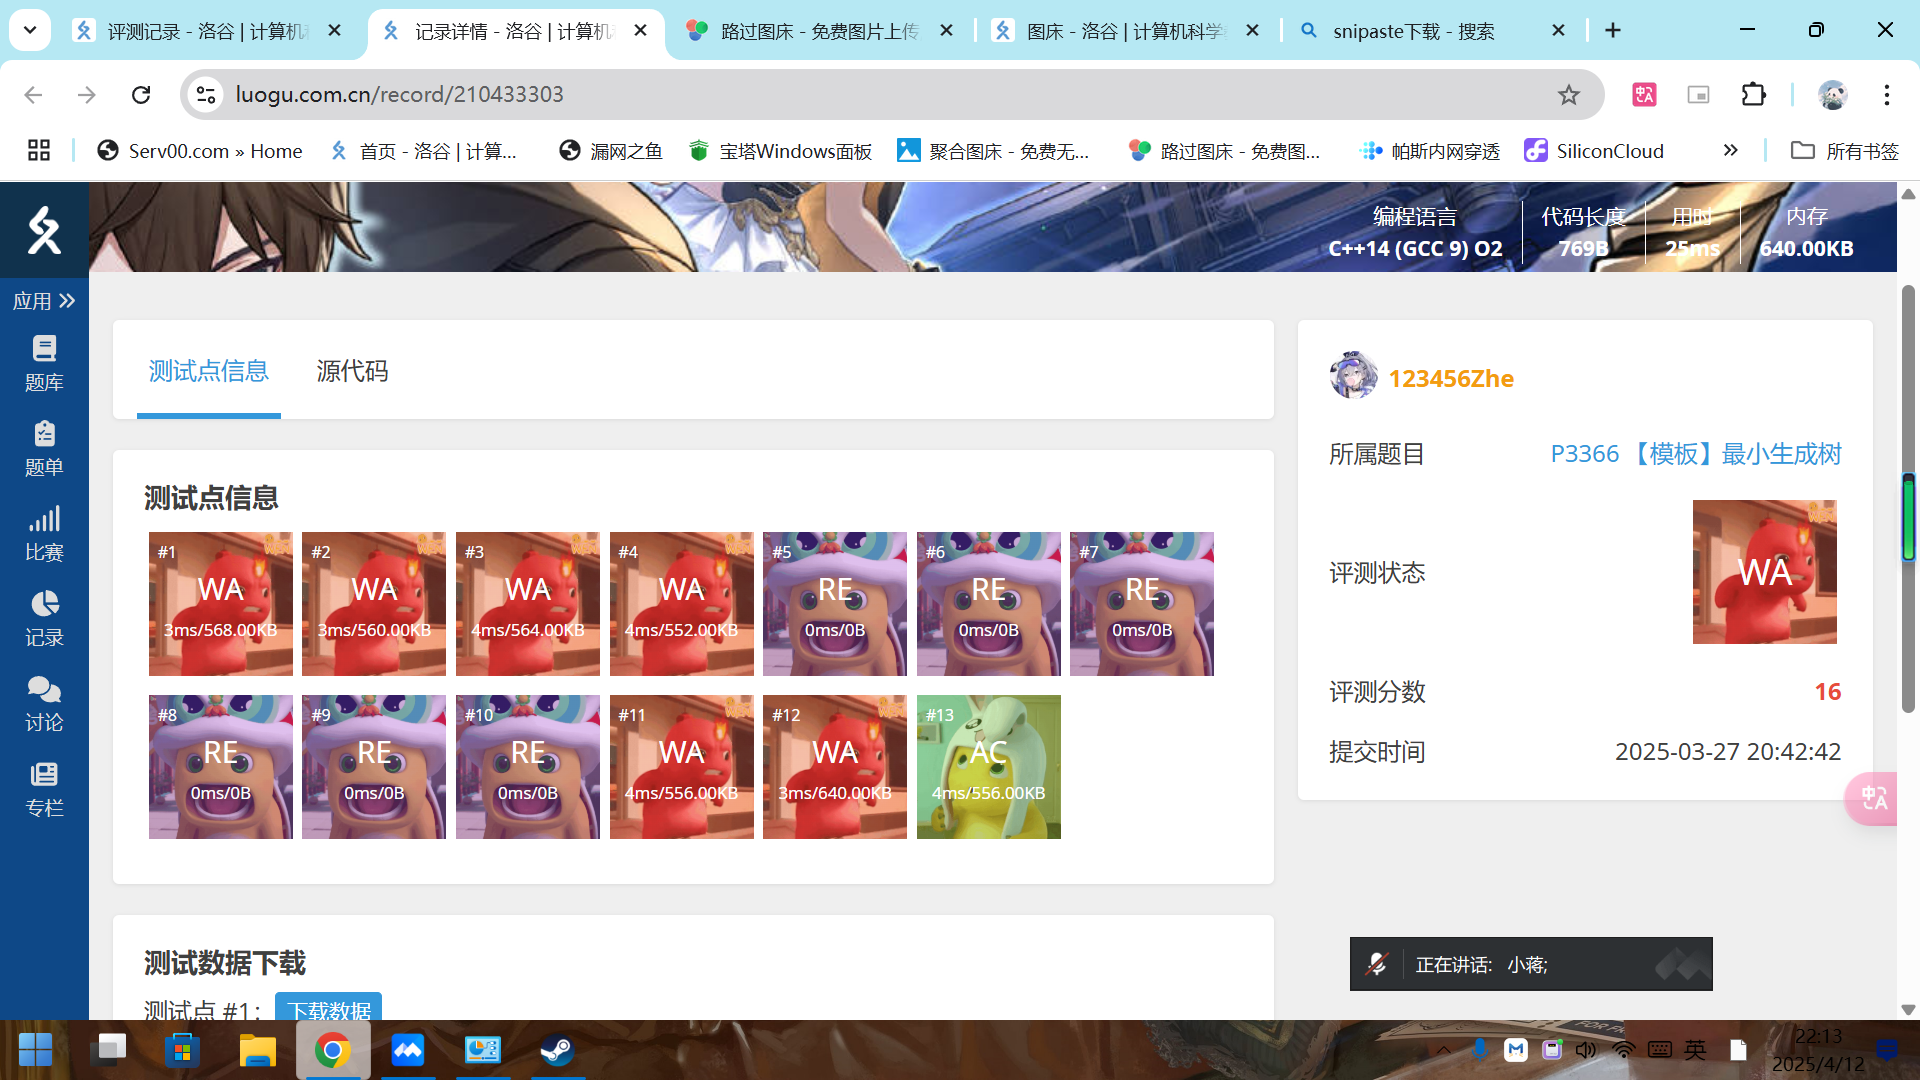 评测记录 - 洛谷 | 计算机科
记录详情 - 洛谷 | 计算机科
路过图床 - 免费图片上传
图床 - 洛谷 | 计算机科学
snipaste下载 - 搜索
luogu.com.cn/record/210433303
Serv00.com » Home
首页 - 洛谷 | 计算...
漏网之鱼
宝塔Windows面板
聚合图床 - 免费无...
路过图床 - 免费图...
帕斯内网穿透
SiliconCloud
所有书签
编程语言
代码长度
用时
内存
C++14 (GCC 9) O2
769B
25ms
640.00KB
应用
题库
题单
比赛
记录
讨论
专栏
测试点信息
源代码
测试点信息
#1
WA
3ms/568.00KB
#2
WA
3ms/560.00KB
#3
WA
4ms/564.00KB
#4
WA
4ms/552.00KB
#5
RE
0ms/0B
#6
RE
0ms/0B
#7
RE
0ms/0B
#8
RE
0ms/0B
#9
RE
0ms/0B
#10
RE
0ms/0B
#11
WA
4ms/556.00KB
#12
WA
3ms/640.00KB
#13
AC
4ms/556.00KB
测试数据下载
测试点 #1：
下载数据
123456Zhe
所属题目
P3366 【模板】最小生成树
评测状态
WA
评测分数
16
提交时间
2025-03-27 20:42:42
正在讲话: 小蒋;
英
22:13
2025/4/12